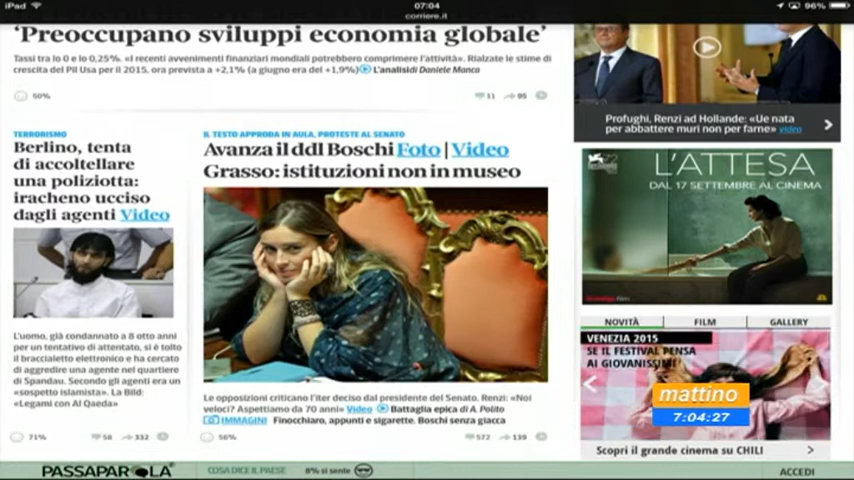 iPad
07:04
96%
corriere.it
'Preoccupano sviluppi economia globale'
Tassi tra lo 0 e lo 0,25%. «I recenti avvenimenti finanziari mondiali potrebbero comprimere l'attività». Rialzate le stime di
crescita del Pil Usa per il 2015, ora prevista a +2,1% (a giugno era del +1,9%) L'analisi di Daniele Manca
50%
11
95
TERRORISMO
Berlino, tenta
di accoltellare
una poliziotta:
iracheno ucciso
dagli agenti Video
L'uomo, già condannato a 8 otto anni
per un tentativo di attentato, si è tolto
il braccialetto elettronico e ha cercato
di aggredire una agente nel quartiere
di Spandau. Secondo gli agenti era un
«sospetto islamista». La Bild:
«Legami con Al Qaeda»
71%
56
332
IL TESTO APPRODA IN AULA, PROTESTE AL SENATO
Avanza il ddl Boschi Foto | Video
Grasso: istituzioni non in museo
Le opposizioni criticano l'iter deciso dal presidente del Senato. Renzi: «Noi
veloci? Aspettiamo da 70 anni» Video Battaglia epica di A. Polito
IMMAGINI Finocchiaro, appunti e sigarette. Boschi senza giacca
56%
572
139
Profughi, Renzi ad Hollande: «Ue nata
per abbattere muri non per farne» video
72
L'ATTESA
DAL 17 SETTEMBRE AL CINEMA
film
NOVITÀ
FILM
GALLERY
VENEZIA 2015
SE IL FESTIVAL PENSA
AI GIOVANISSIMI
mattino
7:04:27
Scopri il grande cinema su CHILI
PASSAPAROLA
COSA DICE IL PAESE
8% si sente
ACCEDI